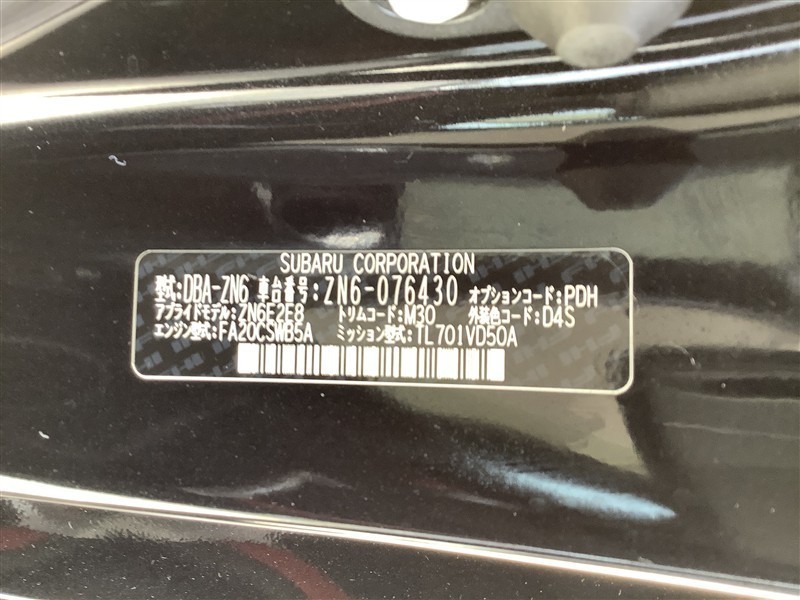 SUBARU CORPORATION
型式:DBA-ZN6 車台番号:ZN6-076430 オプションコード:PDH
アプライドモデル:ZN6E2E8 トリムコード:M30 外装色コード:D4S
エンジン型式:FA20CSWB5A ミッション型式:TL701VD50A